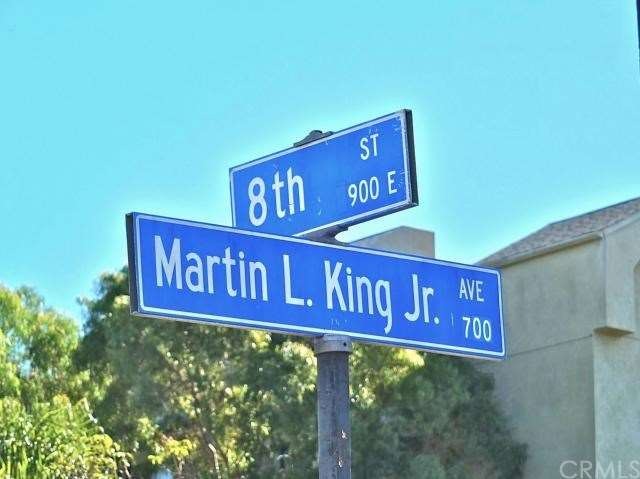 8th ST
900 E
Martin L. King Jr. AVE
700
CRMLS